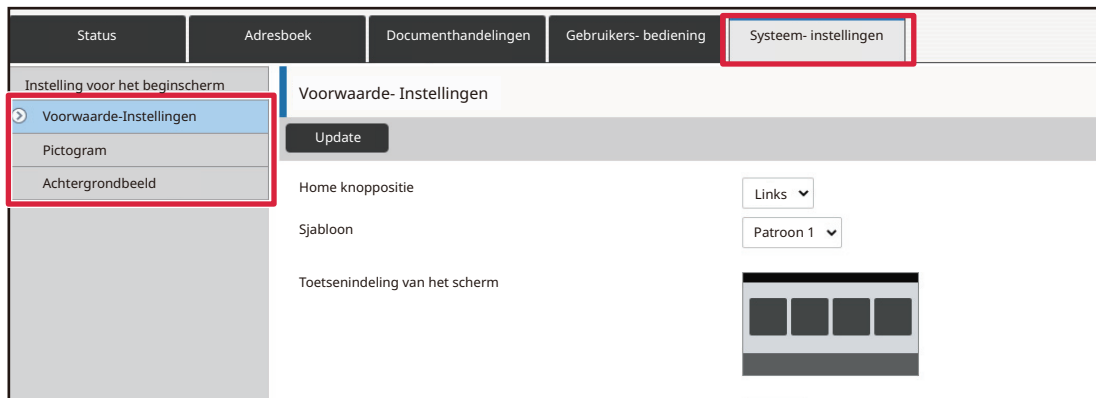 Status
Adresboek
Documenthandelingen
Gebruikers- bediening
Systeem- instellingen
Instelling voor het beginscherm
Voorwaarde-Instellingen
Pictogram
Achtergrondbeeld
Voorwaarde- Instellingen
Update
Home knoppositie
Links
Sjabloon
Patroon 1
Toetsenindeling van het scherm